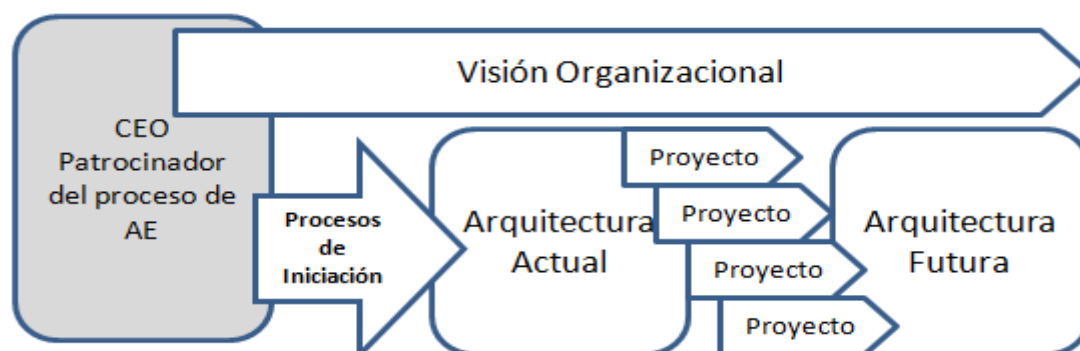 Visión Organizacional
CEO
Patrocinador
del proceso de
AE
Procesos
de
Iniciación
Arquitectura
Actual
Proyecto
Proyecto
Proyecto
Proyecto
Arquitectura
Futura